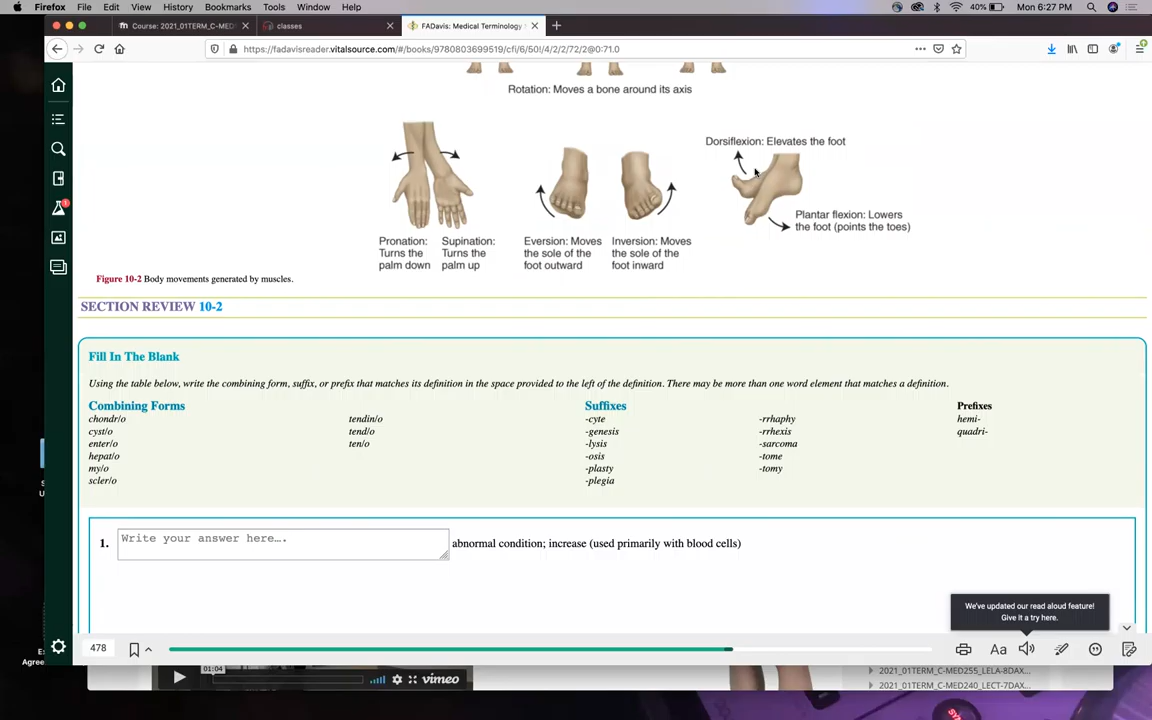 Firefox File Edit View History Bookmarks Tools Window Help 40% Mon 6:27 PM
Course: 2021_01TERM_C-MED classes FADavis: Medical Terminology
https://fadavisreader.vitalsource.com/#/books/9780803699519/cfi/6/60!/4/2/2/72/2@0:71.0
Rotation: Moves a bone around its axis
Dorsiflexion: Elevates the foot
Plantar flexion: Lowers
the foot (points the toes)
Pronation:
Turns the
palm down
Supination:
Turns the
palm up
Eversion: Moves
the sole of the
foot outward
Inversion: Moves
the sole of the
foot inward
Figure 10-2 Body movements generated by muscles.
SECTION REVIEW 10-2
Fill In The Blank
Using the table below, write the combining form, suffix, or prefix that matches its definition in the space provided to the left of the definition. There may be more than one word element that matches a definition.
Combining Forms
chondr/o
cyst/o
enter/o
hepat/o
my/o
scler/o
tendin/o
tend/o
ten/o
Suffixes
-cyte
-genesis
-lysis
-osis
-plasty
-plegia
-rrhaphy
-rrhexis
-sarcoma
-tome
-tomy
Prefixes
hemi-
quadri-
1. Write your answer here.... abnormal condition; increase (used primarily with blood cells)
We've updated our read aloud feature!
Give it a try here.
478
Aa
01:04
vimeo
2021_01TERM_C-MED255_LELA-8DAX...
2021_01TERM_C-MED240_LECT-7DAX...